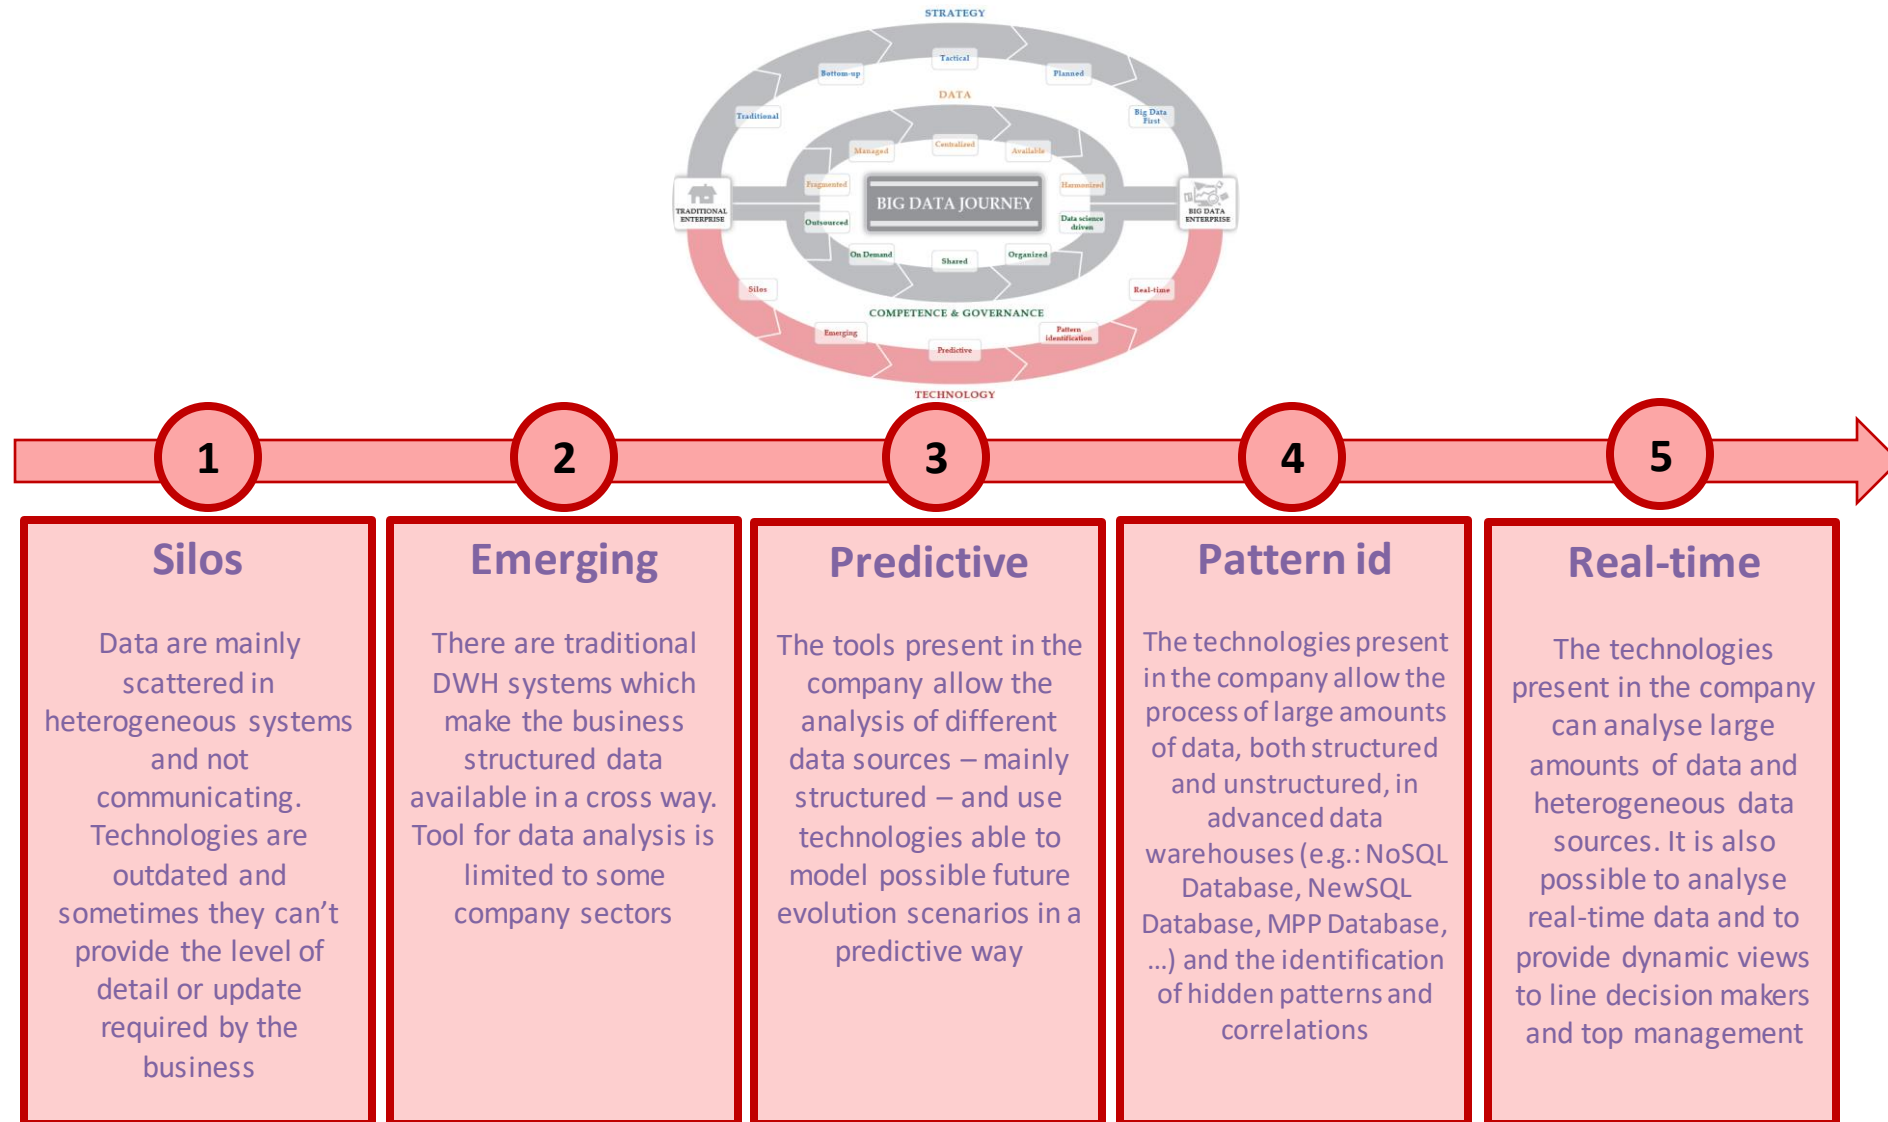 STRATEGY
Tactical
Bottom-up
Planned
DATA
Traditional
Big Data
First
Managed
Centralized
Available
Fragmented
Harmonized
TRADITIONAL
ENTERPRISE
BIG DATA JOURNEY
BIG DATA
ENTERPRISE
Outsourced
Data science
driven
On Demand
Shared
Organized
Silos
Real-time
COMPETENCE & GOVERNANCE
Emerging
Pattern
identification
Predictive
TECHNOLOGY
1
2
3
4
5
Silos
Data are mainly
scattered in
heterogeneous systems
and not
communicating.
Technologies are
outdated and
sometimes they can't
provide the level of
detail or update
required by the
business
Emerging
There are traditional
DWH systems which
make the business
structured data
available in a cross way.
Tool for data analysis is
limited to some
company sectors
Predictive
The tools present in the
company allow the
analysis of different
data sources – mainly
structured – and use
technologies able to
model possible future
evolution scenarios in a
predictive way
Pattern id
The technologies present
in the company allow the
process of large amounts
of data, both structured
and unstructured, in
advanced data
warehouses (e.g.: NoSQL
Database, NewSQL
Database, MPP Database,
...) and the identification
of hidden patterns and
correlations
Real-time
The technologies
present in the company
can analyse large
amounts of data and
heterogeneous data
sources. It is also
possible to analyse
real-time data and to
provide dynamic views
to line decision makers
and top management